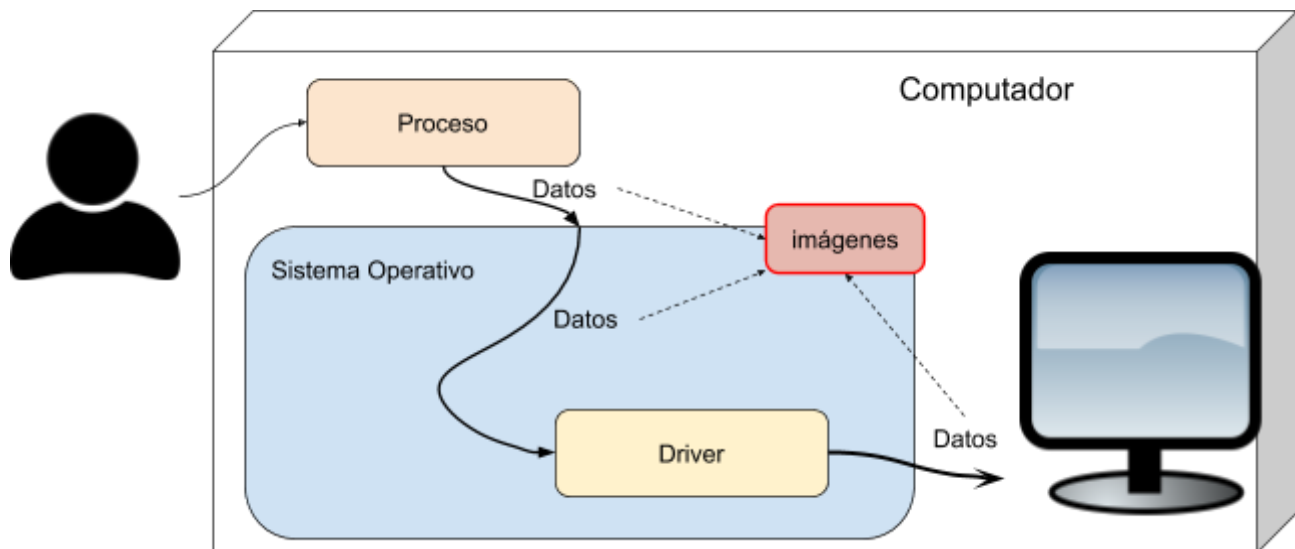 Computador
Proceso
Datos
imágenes
Sistema Operativo
Datos
Datos
Driver